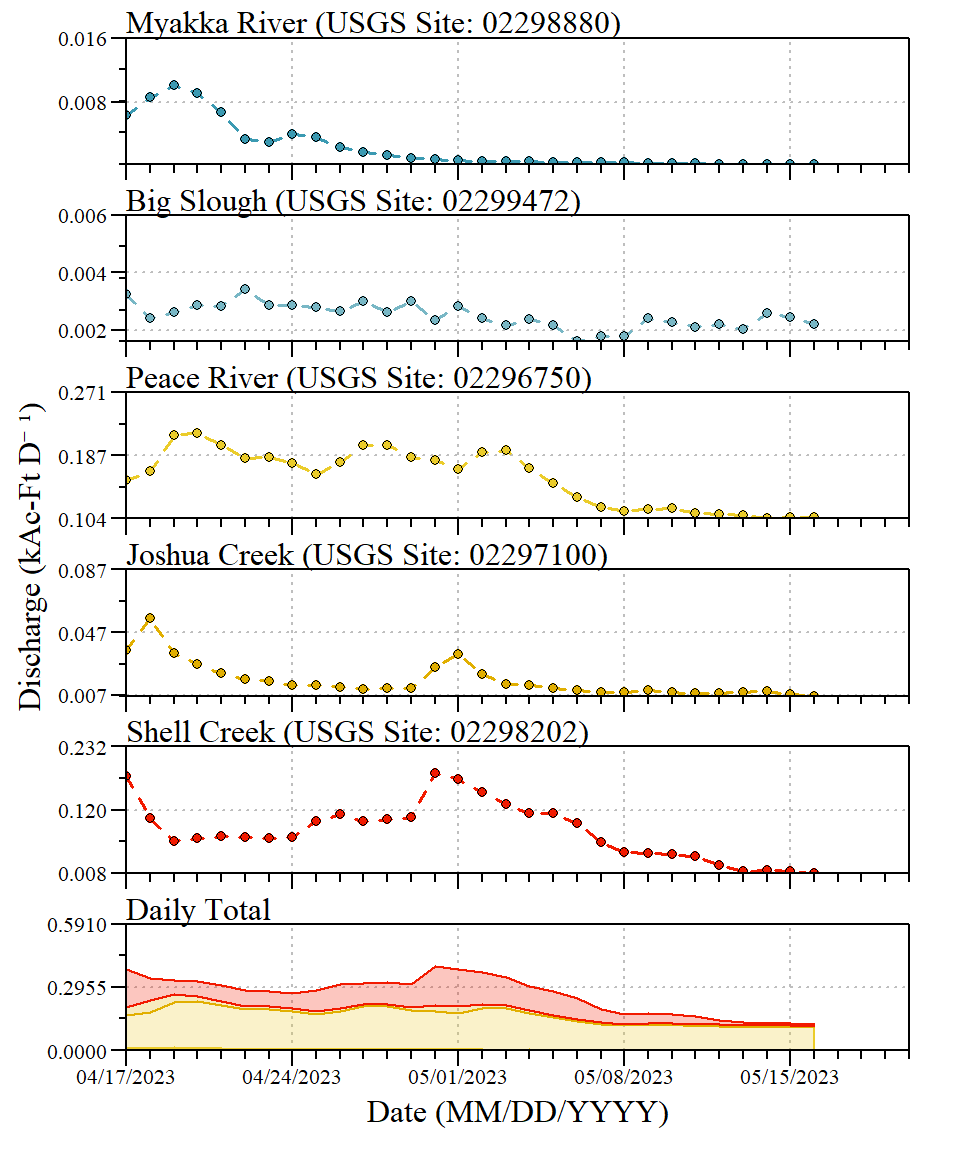 Myakka River (USGS Site: 02298880)
0.016
0.008
Big Slough (USGS Site: 02299472)
0.006
0.004
0.002
Peace River (USGS Site: 02296750)
0.271
0.187
0.104
Joshua Creek (USGS Site: 02297100)
0.087
0.047
0.007
Shell Creek (USGS Site: 02298202)
0.232
0.120
0.008
Daily Total
0.5910
0.2955
0.0000
04/17/2023 04/24/2023 05/01/2023 05/08/2023 05/15/2023
Date (MM/DD/YYYY)
Discharge (kAc-Ft D⁻¹)